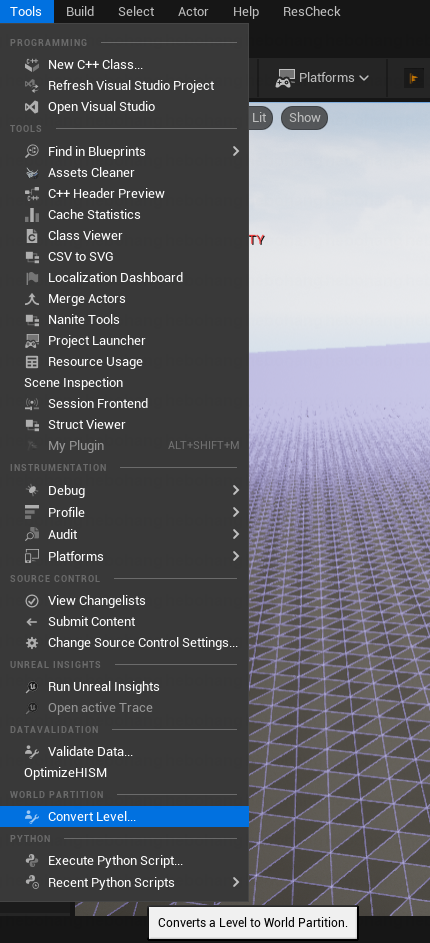 Tools Build Select Actor Help ResCheck
PROGRAMMING
New C++ Class...
Platforms
Refresh Visual Studio Project
Open Visual Studio
Lit Show
TOOLS
Find in Blueprints
Assets Cleaner
C++ Header Preview
Cache Statistics
Class Viewer
TY
CSV to SVG
Localization Dashboard
Merge Actors
Nanite Tools
Project Launcher
Resource Usage
Scene Inspection
Session Frontend
Struct Viewer
My Plugin ALT+SHIFT+M
INSTRUMENTATION
Debug
Profile
Audit
Platforms
SOURCE CONTROL
View Changelists
Submit Content
Change Source Control Settings...
UNREAL INSIGHTS
Run Unreal Insights
Open active Trace
DATAVALIDATION
Validate Data...
OptimizeHISM
WORLD PARTITION
Convert Level...
PYTHON
Execute Python Script...
Recent Python Scripts
Converts a Level to World Partition.